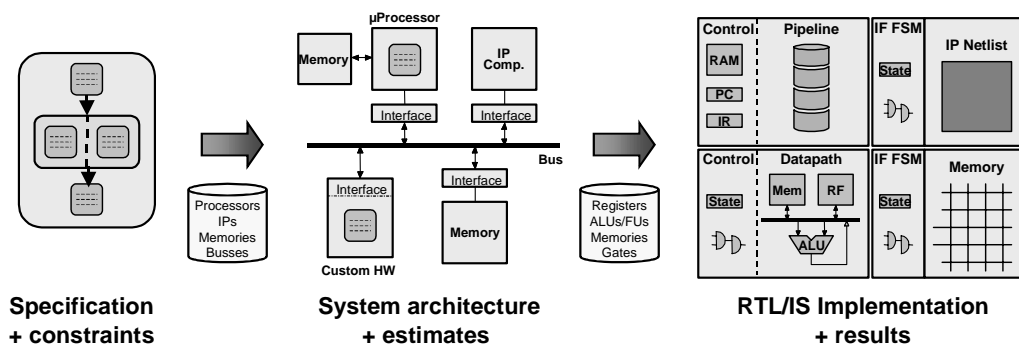 µProcessor
Memory
IP
Comp.
Interface
Interface
Bus
Interface
Interface
Memory
Custom HW
Processors
IPs
Memories
Busses
Registers
ALUs/FUs
Memories
Gates
Control
Pipeline
IF FSM
IP Netlist
RAM
PC
IR
State
Control
Datapath
IF FSM
Memory
State
Mem
RF
ALU
State
Specification
+ constraints
System architecture
+ estimates
RTL/IS Implementation
+ results